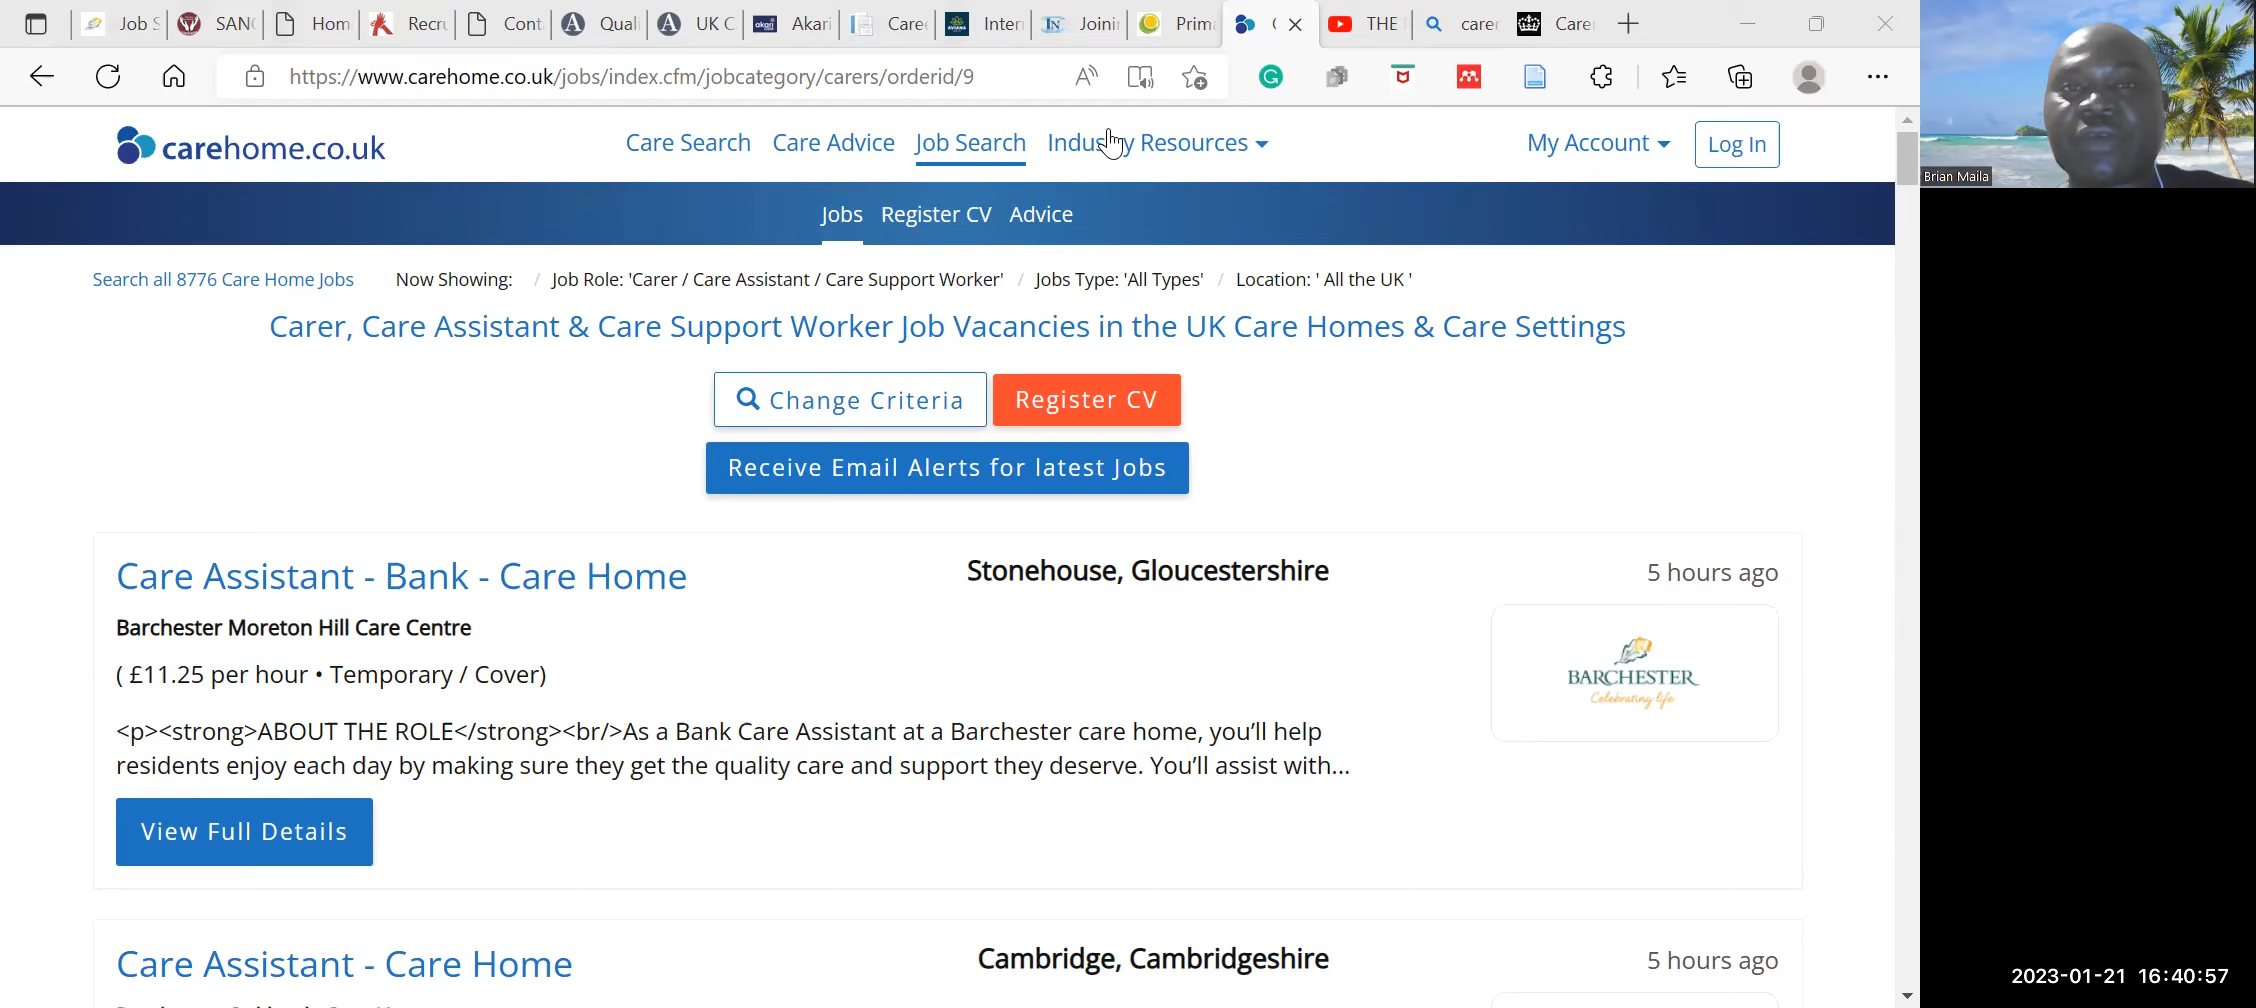 Job S
SAN
Hom
Recru
Cont
Quali
UK C
Akari
Caree
Inter
Joini
Prima
THE
carer
Care
https://www.carehome.co.uk/jobs/index.cfm/jobcategory/carers/orderid/9
Brian Maila
carehome.co.uk
Care Search
Care Advice
Job Search
Industry Resources
My Account
Log In
Jobs
Register CV
Advice
Search all 8776 Care Home Jobs
Now Showing: / Job Role: 'Carer / Care Assistant / Care Support Worker' / Jobs Type: 'All Types' / Location: ' All the UK '
Carer, Care Assistant & Care Support Worker Job Vacancies in the UK Care Homes & Care Settings
Change Criteria
Register CV
Receive Email Alerts for latest Jobs
Care Assistant - Bank - Care Home
Stonehouse, Gloucestershire
5 hours ago
Barchester Moreton Hill Care Centre
( £11.25 per hour • Temporary / Cover)
BARCHESTER
Celebrating life
<p><strong>ABOUT THE ROLE</strong><br/>As a Bank Care Assistant at a Barchester care home, you'll help
residents enjoy each day by making sure they get the quality care and support they deserve. You'll assist with...
View Full Details
Care Assistant - Care Home
Cambridge, Cambridgeshire
5 hours ago
2023-01-21 16:40:57